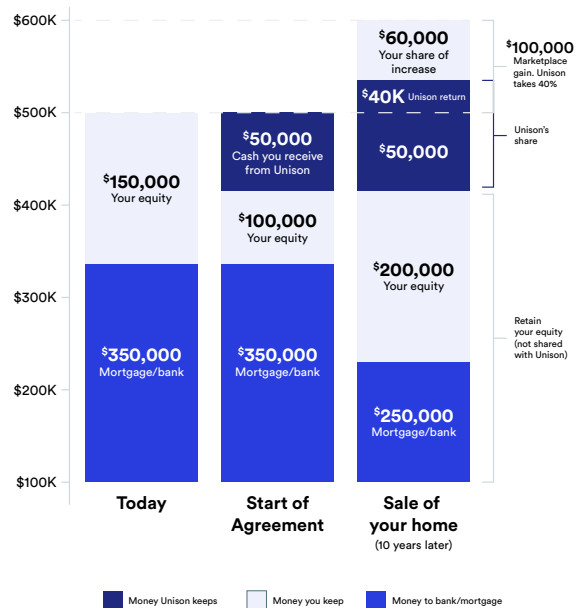 $600K
$500K
$400K
$300K
$200K
$100K
$150,000
Your equity
$350,000
Mortgage/bank
Today
$50,000
Cash you receive
from Unison
$100,000
Your equity
$350,000
Mortgage/bank
Start of
Agreement
$60,000
Your share of
increase
$40K Unison return
$50,000
$200,000
Your equity
$250,000
Mortgage/bank
Sale of
your home
(10 years later)
$100,000
Marketplace
gain. Unison
takes 40%
Unison's
share
Retain
your equity
(not shared
with Unison)
Money Unison keeps
Money you keep
Money to bank/mortgage